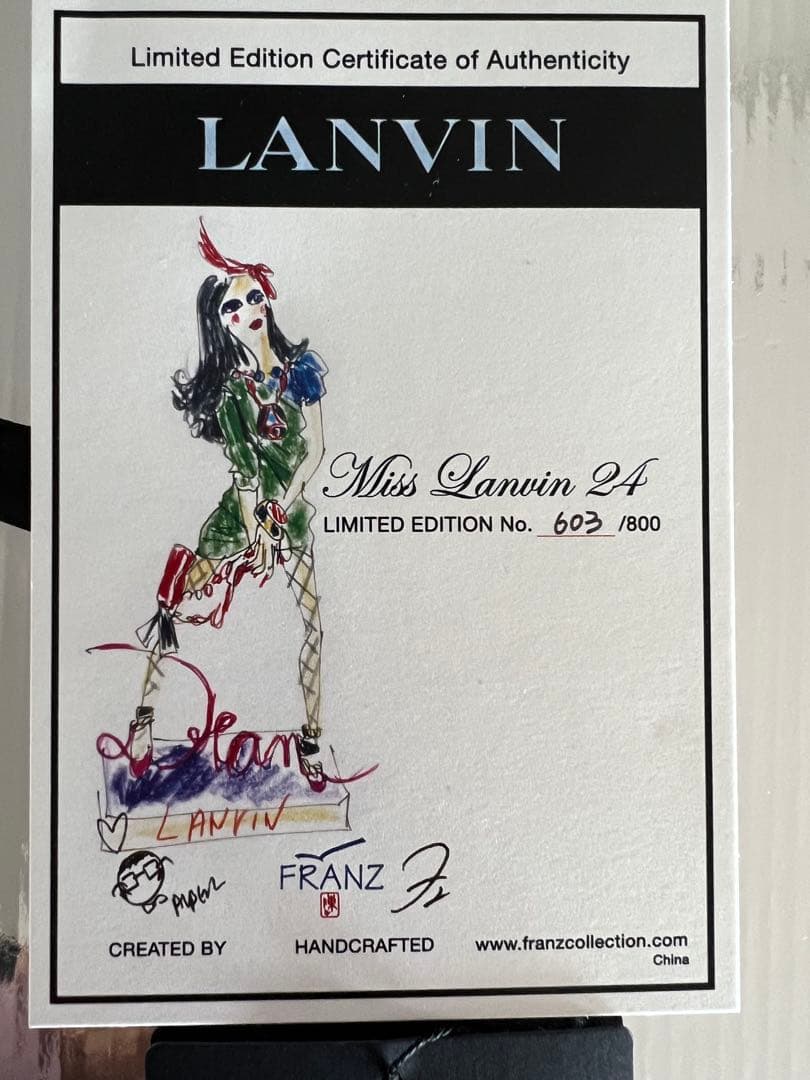 Limited Edition Certificate of Authenticity
LANVIN
Miss Lanvin 24
LIMITED EDITION No. 603 /800
LANVIN
FRANZ
CREATED BY
HANDCRAFTED
www.franzcollection.com
China